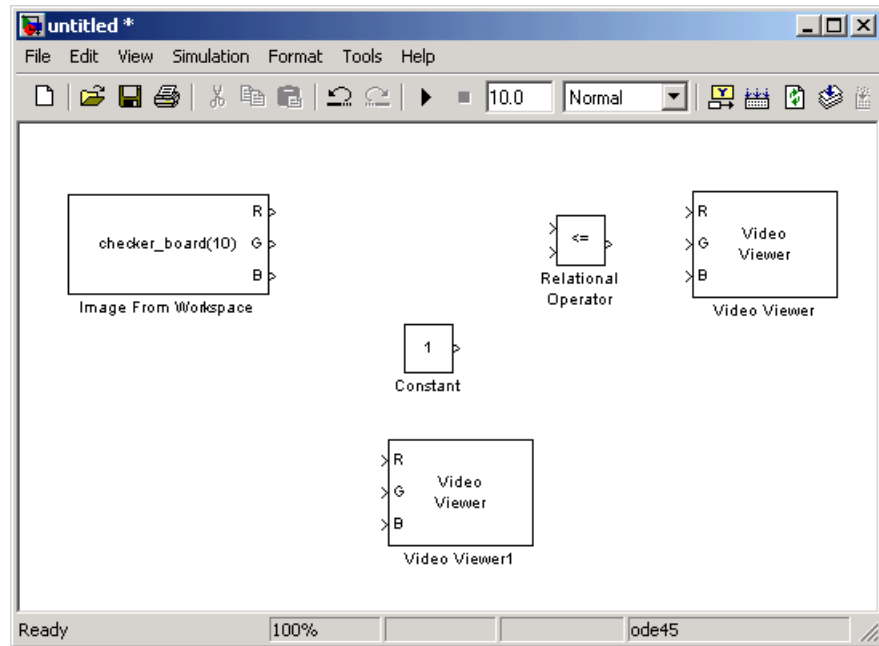 untitled *
File Edit View Simulation Format Tools Help
10.0 Normal
checker_board(10)
R
G
B
Image From Workspace
<=
Relational
Operator
R
G
B
Video
Viewer
Video Viewer
1
Constant
R
G
B
Video
Viewer
Video Viewer1
Ready 100% ode45